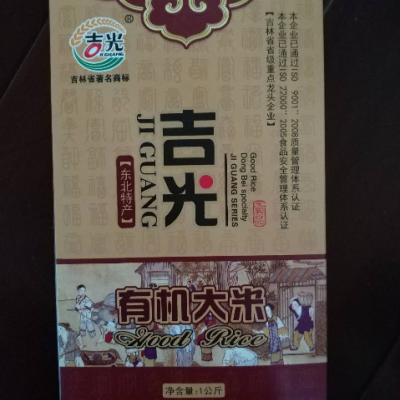 吉光
JI GUANG
®
吉林省著名商标
【吉林省省级重点龙头企业】
本企业已通过ISO 9001：2008质量管理体系认证
本企业已通过ISO 22000：2005食品安全管理体系认证
吉光
JI GUANG
【东北特产】
Good Rice
Dong Bei specialty
JI GUANG SERIES
有机大米
Hood Rice
净含量：1公斤